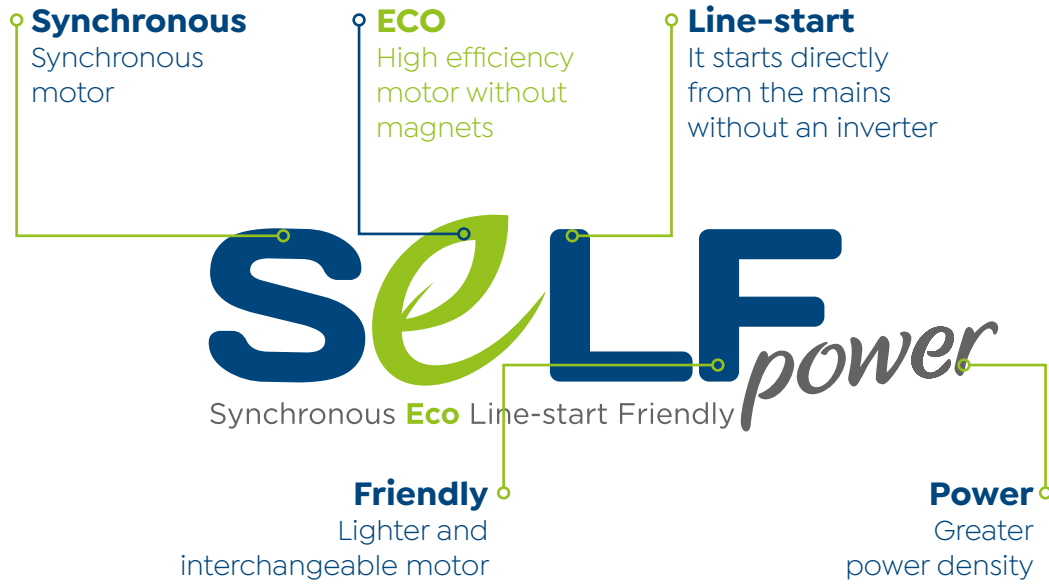 Synchronous
Synchronous
motor
ECO
High efficiency
motor without
magnets
Line-start
It starts directly
from the mains
without an inverter
SeLF
power
Synchronous Eco Line-start Friendly
Friendly
Lighter and
interchangeable motor
Power
Greater
power density